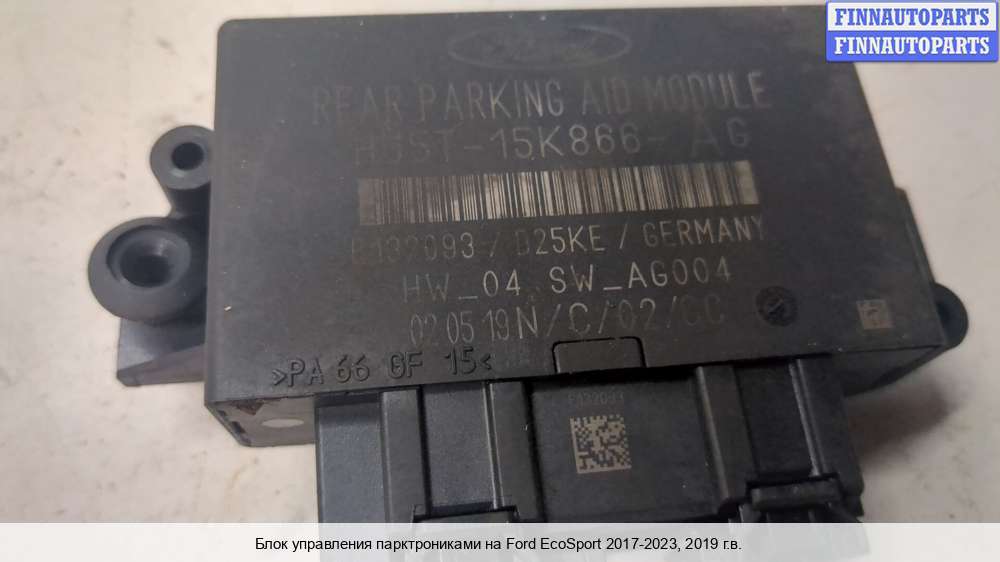 FINNAUTOPARTS
FINNAUTOPARTS
Ford
REAR PARKING AID MODULE
15K866-AG
E132093/D25KE/GERMANY
HW_04 SW_AG004
02.05.19N/C/02/CC
>PA 66 GF 15<
E132093
Блок управления парктрониками на Ford EcoSport 2017-2023, 2019 г.в.